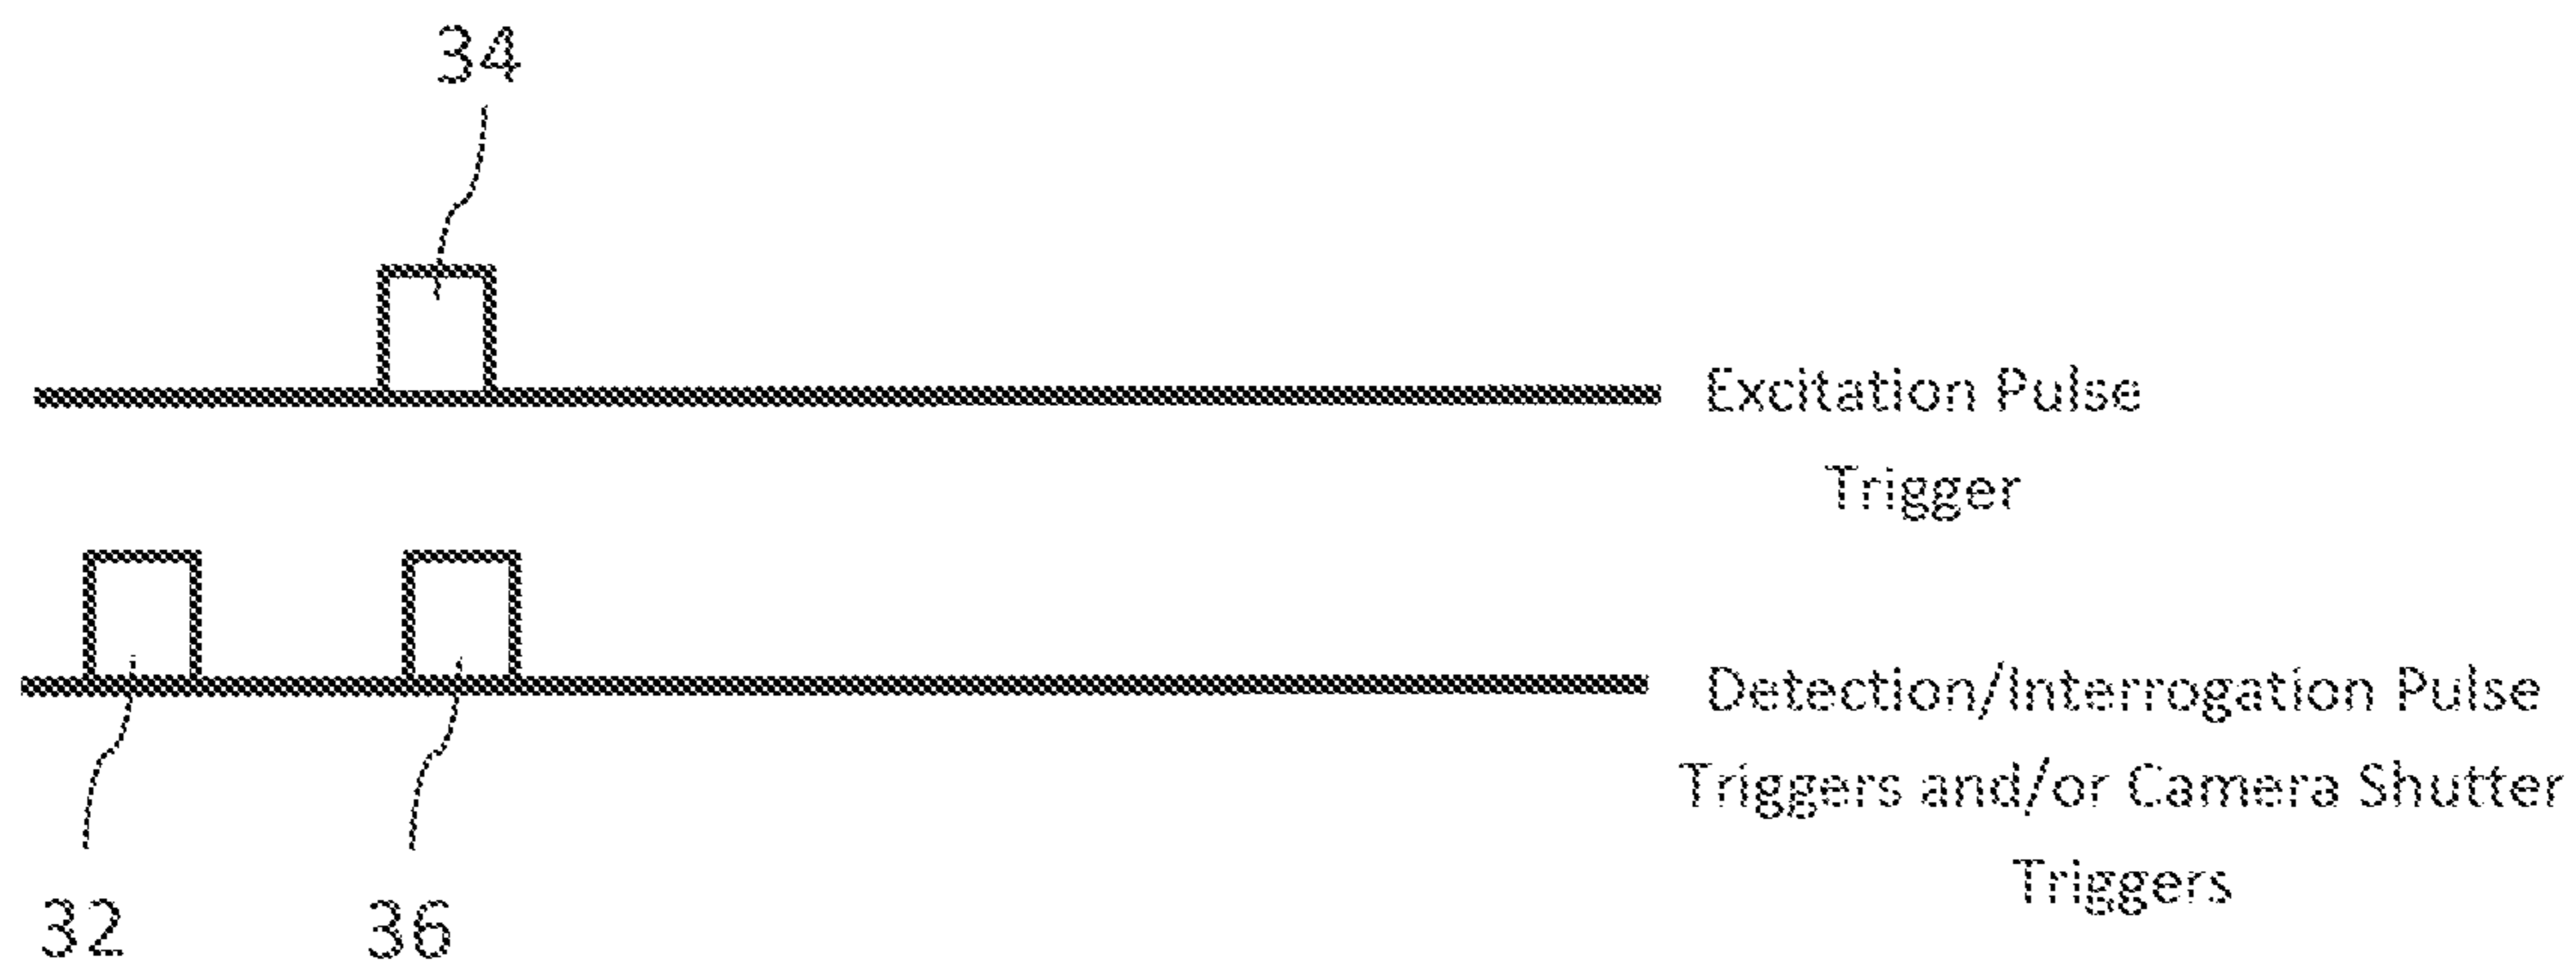 34
Excitation Pulse
Trigger
Detection/Interrogation Pulse
Triggers and/or Camera Shutter
Triggers
32
36